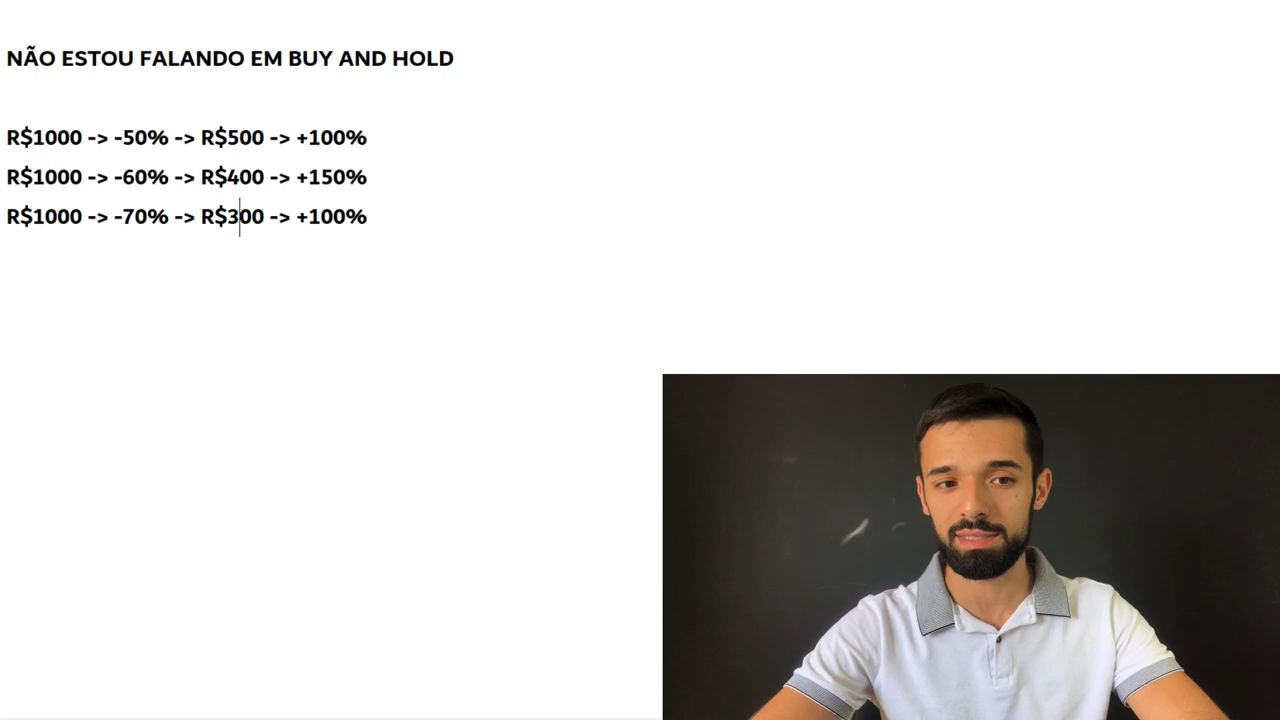 NÃO ESTOU FALANDO EM BUY AND HOLD
R$1000 -> -50% -> R$500 -> +100%
R$1000 -> -60% -> R$400 -> +150%
R$1000 -> -70% -> R$300 -> +100%